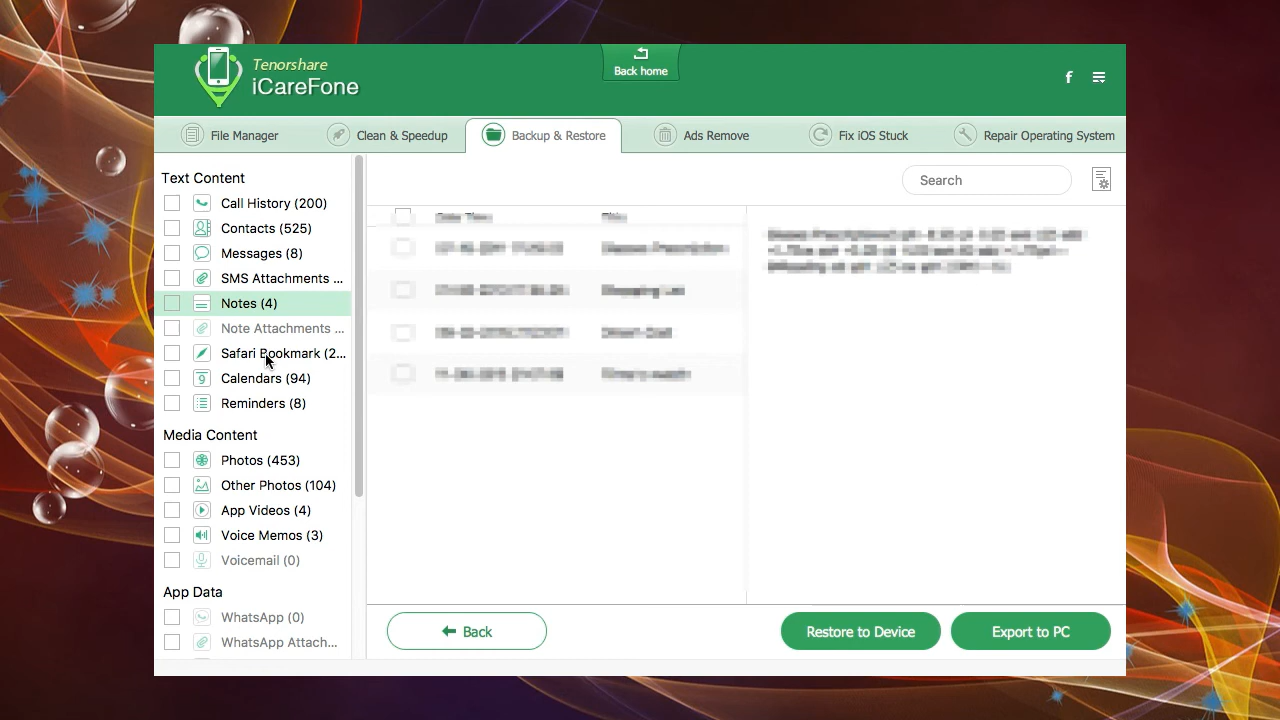 Tenorshare
iCareFone
Back home
f
File Manager
Clean & Speedup
Backup & Restore
Ads Remove
Fix iOS Stuck
Repair Operating System
Search
Text Content
Call History (200)
Contacts (525)
Messages (8)
SMS Attachments ...
Notes (4)
Note Attachments ...
Safari Bookmark (2...
9 Calendars (94)
Reminders (8)
Media Content
Photos (453)
Other Photos (104)
App Videos (4)
Voice Memos (3)
Voicemail (0)
App Data
WhatsApp (0)
WhatsApp Attach...
Back
Restore to Device
Export to PC